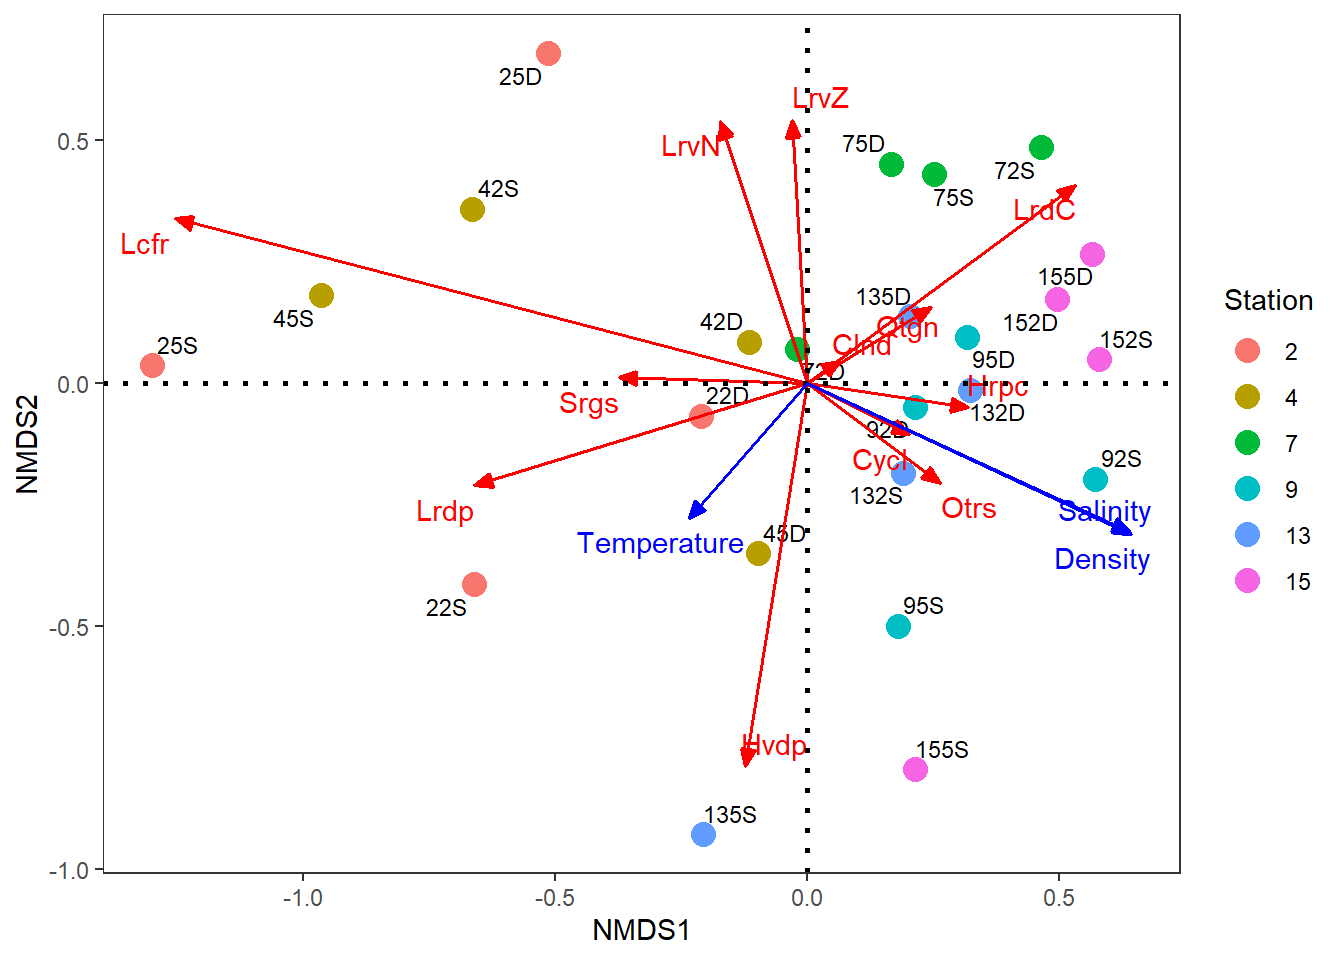 25D
LrvZ
LrvN
75D
72S
75S
42S
LrdC
Lcfr
155D
135D
152D
45S
42D
Ctgn
Clnd
25S
95D
152S
72D
Hrpc
22D
Srgs
132D
92D
Cycl
92S
132S
Otrs
Lrdp
Salinity
Temperature
45D
Density
22S
95S
Hvdp
155S
135S
0.5
0.0
-0.5
-1.0
NMDS2
-1.0
-0.5
0.0
0.5
NMDS1
Station
2
4
7
9
13
15